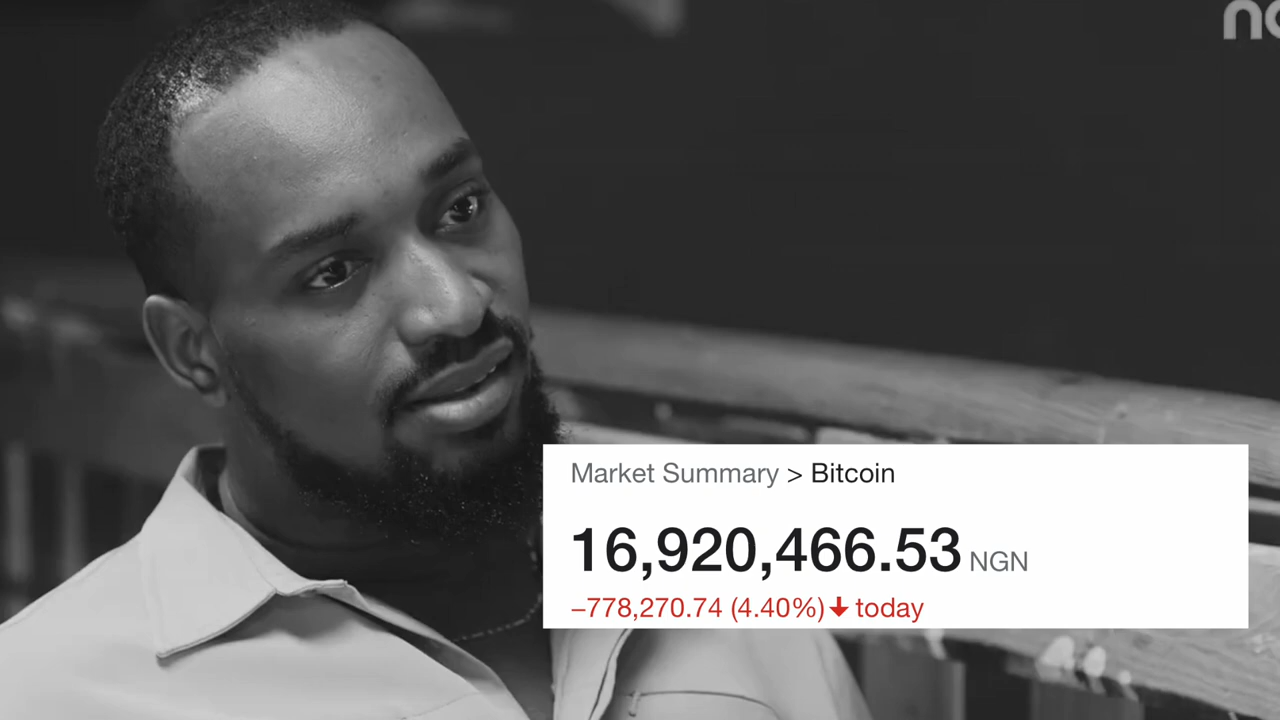 Market Summary > Bitcoin
16,920,466.53 NGN
−778,270.74 (4.40%)↓ today